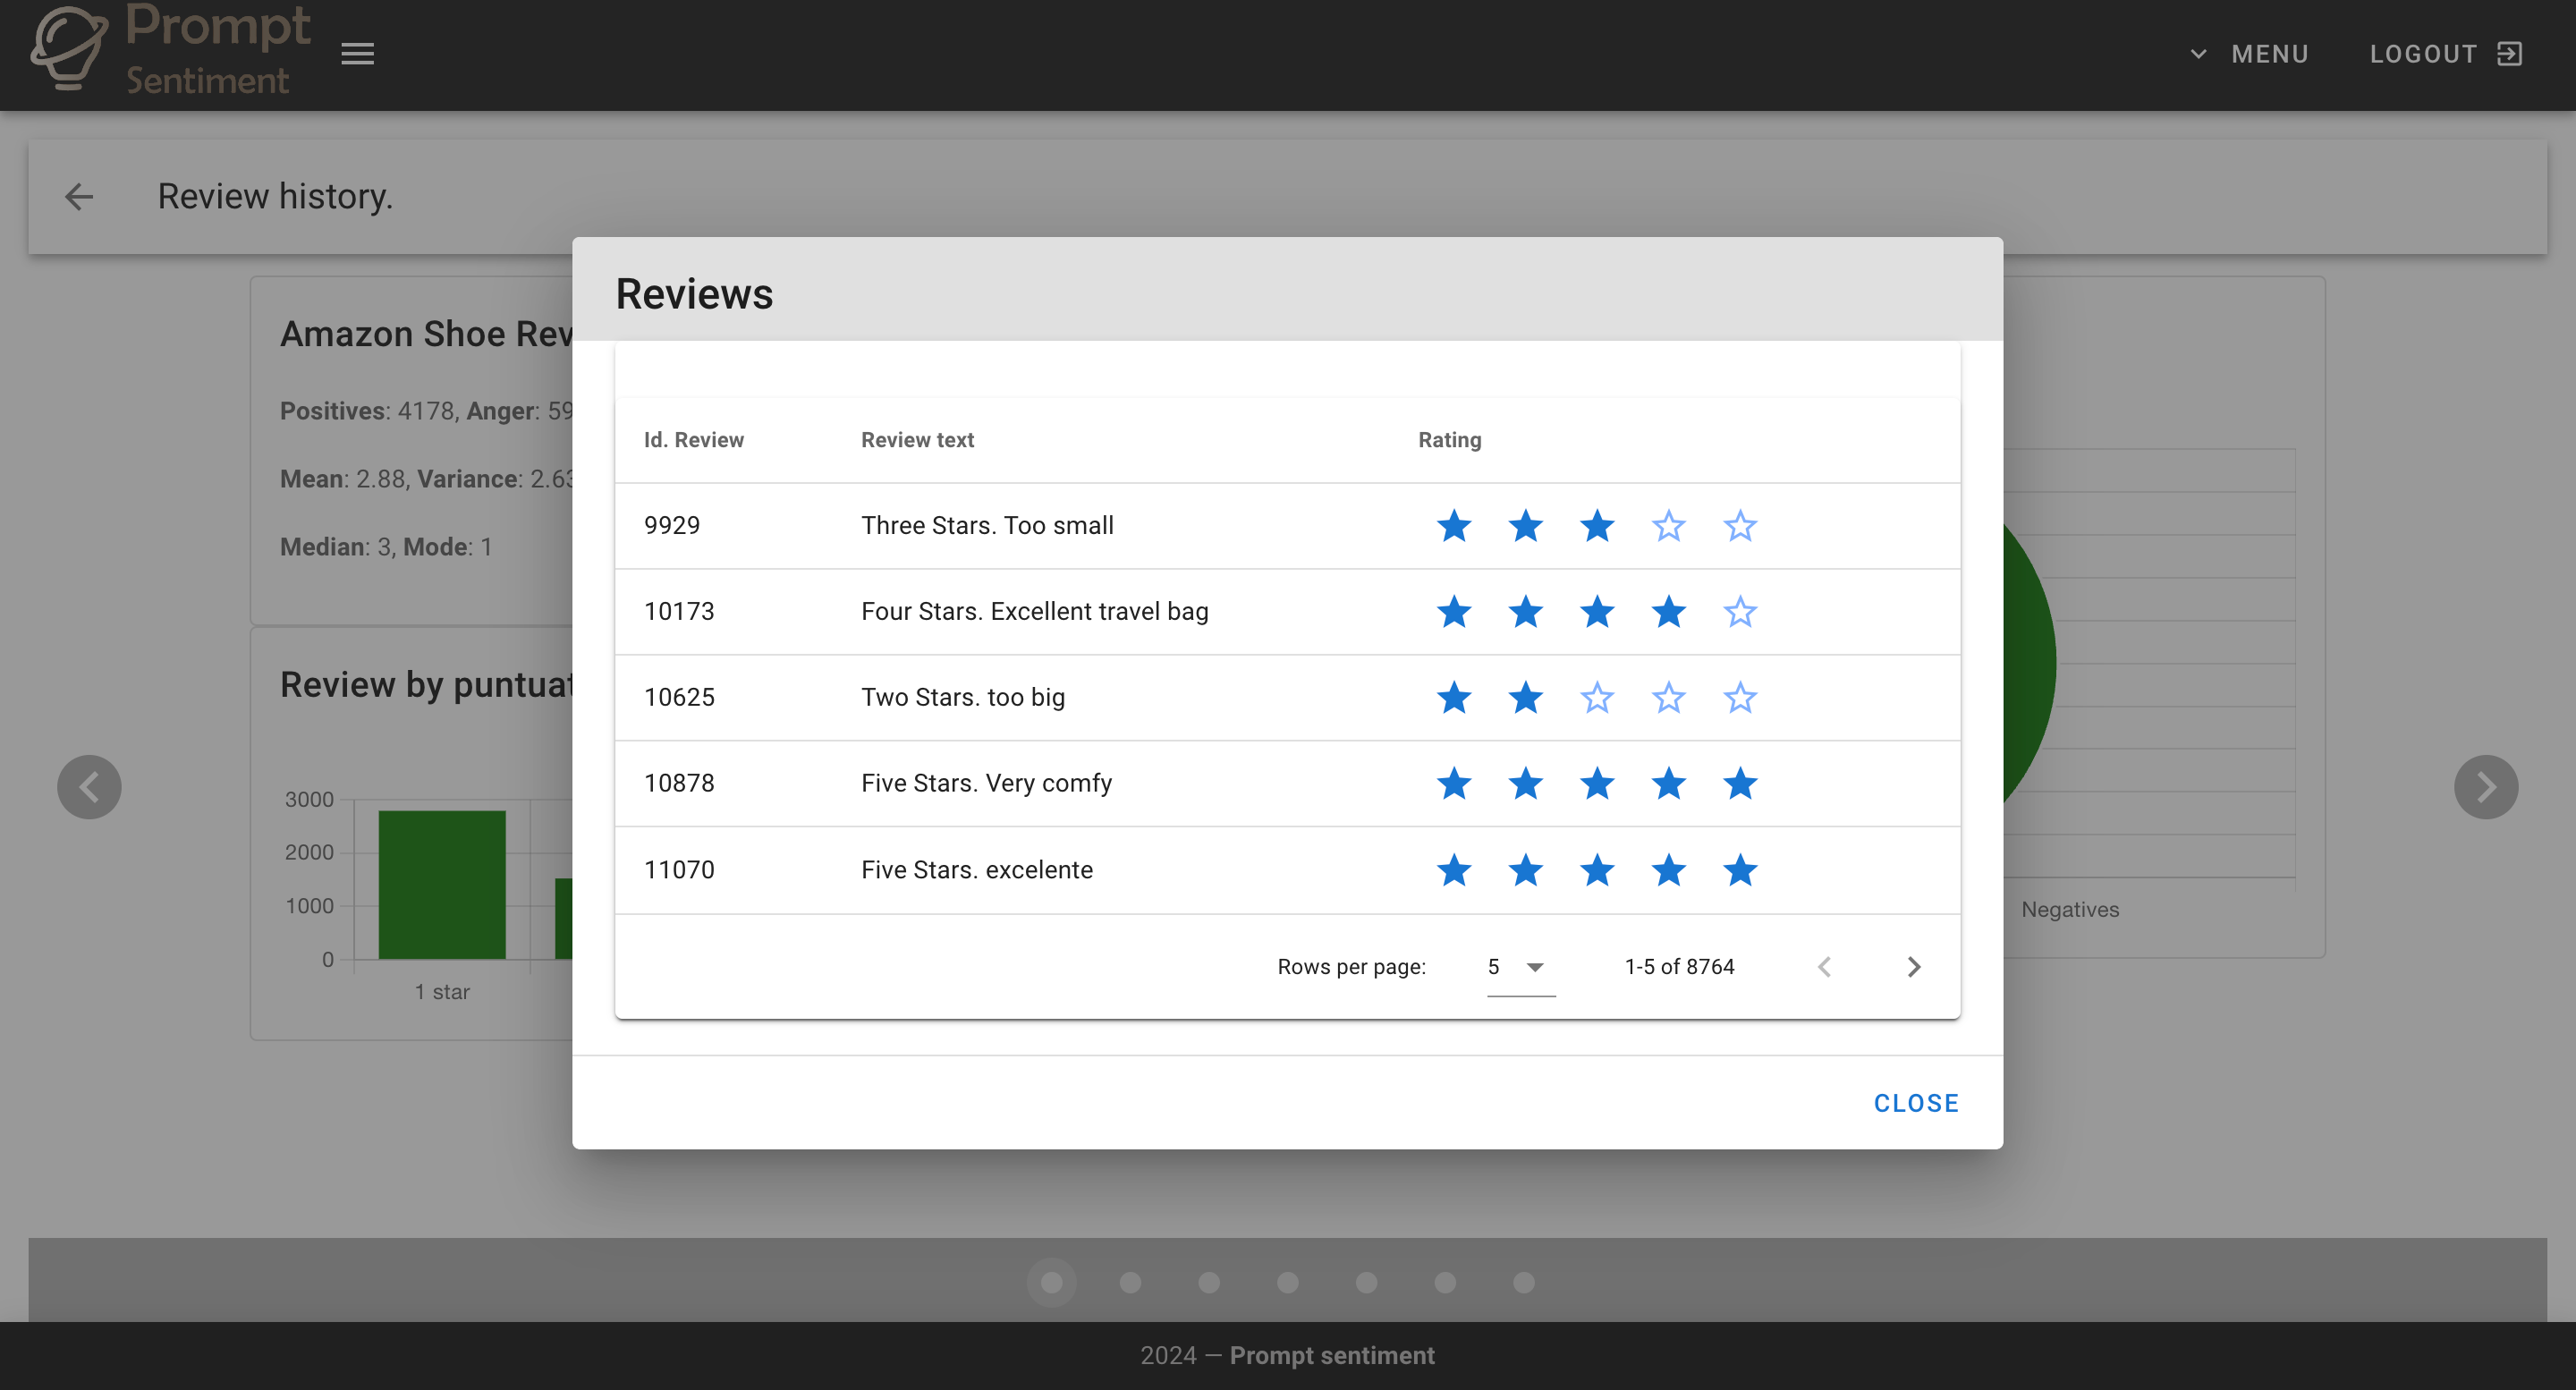 Prompt
Sentiment
MENU
LOGOUT
Review history.
Reviews
Amazon Shoe Rev
Positives: 4178, Anger: 59
Mean: 2.88, Variance: 2.63
Median: 3, Mode: 1
Review by puntuat
3000
2000
1000
0
1 star
Id. Review Review text Rating
9929 Three Stars. Too small
10173 Four Stars. Excellent travel bag
10625 Two Stars. too big
10878 Five Stars. Very comfy
11070 Five Stars. excelente
Rows per page: 5 1-5 of 8764
CLOSE
Negatives
2024 — Prompt sentiment